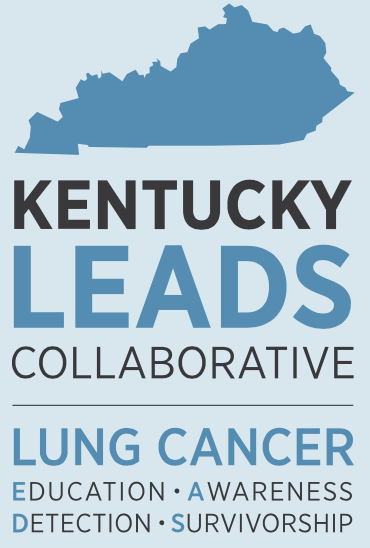 KENTUCKY
LEADS
COLLABORATIVE
LUNG CANCER
EDUCATION • AWARENESS
DETECTION • SURVIVORSHIP